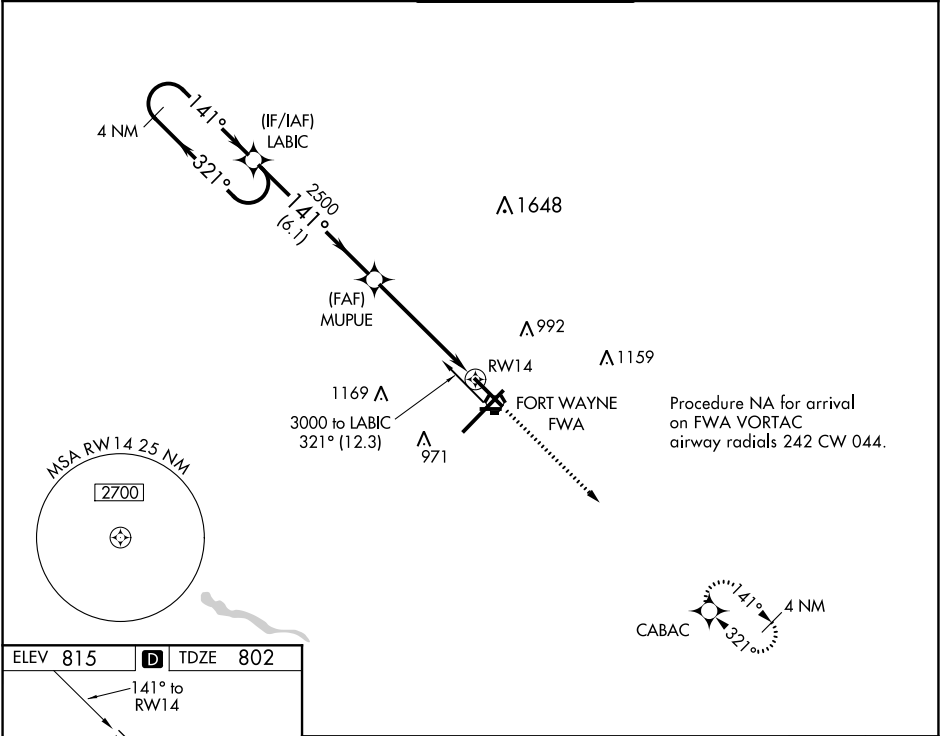 141°
4 NM
321°
(IF/IAF)
LABIC
2500
141°
(6.1)
1648
(FAF)
MUPUE
992
1159
RW14
1169
3000 to LABIC
321° (12.3)
971
FORT WAYNE
FWA
Procedure NA for arrival
on FWA VORTAC
airway radials 242 CW 044.
MSA RW 14 25 NM
2700
CABAC
141°
4 NM
321°
ELEV 815 D TDZE 802
141° to
RW14